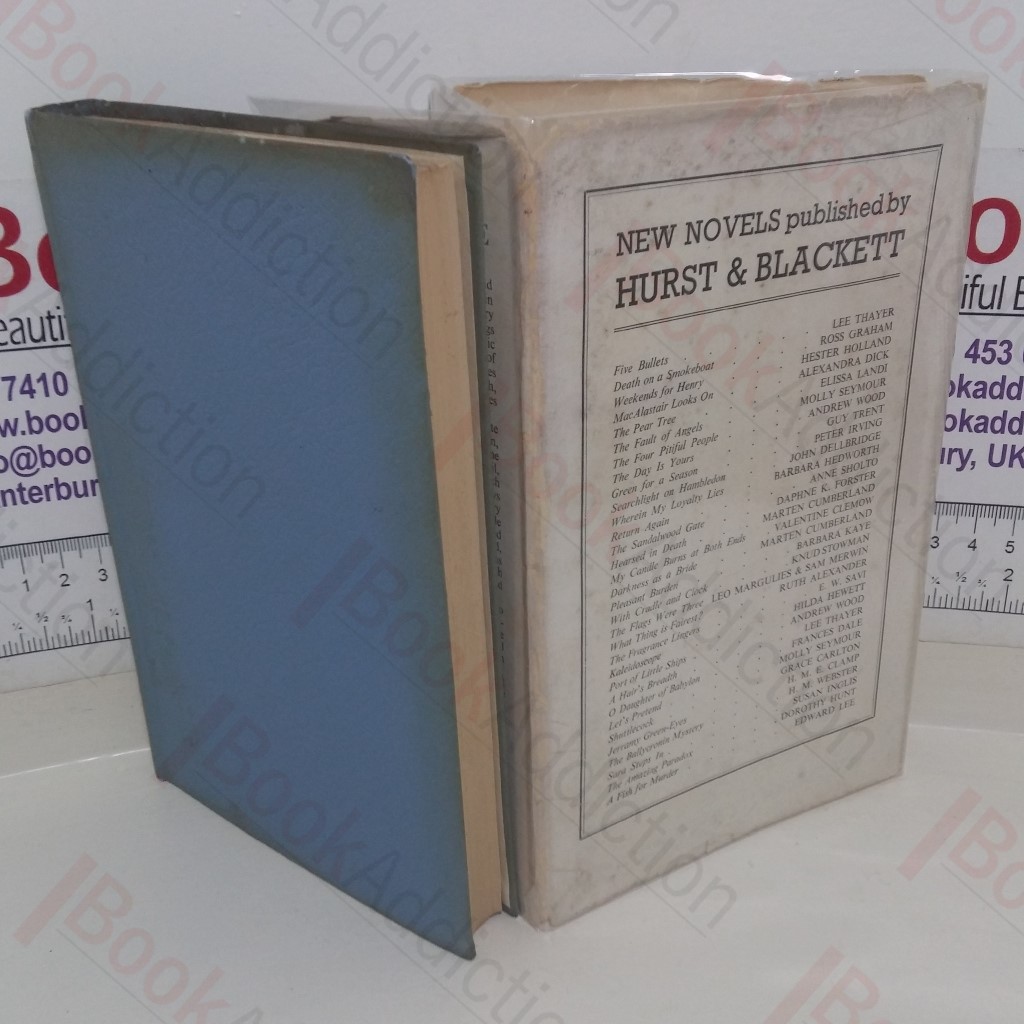 NEW NOVELS published by
HURST & BLACKETT
Five Bullets . . . . LEE THAYER
Death on a Smokeboat . . . ROSS GRAHAM
Weekends for Henry . . . HESTER HOLLAND
MacAlastair Looks On . . . ALEXANDRA DICK
The Pear Tree . . . . ELISSA LANDI
The Fault of Angels . . . MOLLY SEYMOUR
The Four Pitiful People . . . ANDREW WOOD
The Day Is Yours . . . . GUY TRENT
Green for a Season . . . PETER IRVING
Searchlight on Hambledon . . JOHN DELLBRIDGE
Wherein My Loyalty Lies . . BARBARA HEDWORTH
Return Again . . . . ANNE SHOLTO
The Sandalwood Gate . . . DAPHNE K. FORSTER
Hearsed in Death . . . MARTEN CUMBERLAND
My Candle Burns at Both Ends . VALENTINE CLEMOW
Darkness as a Bride . . MARTEN CUMBERLAND
Pleasant Burden . . . . BARBARA KAYE
With Cradle and Clock . . . KNUD STOWMAN
The Flags Were Three LEO MARGULIES & SAM MERWIN
What Thing is Fairest? . . RUTH ALEXANDER
The Fragrance Lingers . . . E. W. SAVI
Kaleidoscope . . . . HILDA HEWETT
Port of Little Ships . . . ANDREW WOOD
A Hair's Breadth . . . . LEE THAYER
O Daughter of Babylon . . . FRANCES DALE
Let's Pretend . . . . MOLLY SEYMOUR
Shuttlecock . . . . GRACE CARLTON
Jeremy Green-Eyes . . . H. M. E. CLAMP
The Ballycronin Mystery . . . H. M. WEBSTER
Sara Steps In . . . . SUSAN INGLIS
The Amazing Paradox . . . DOROTHY HUNT
A Fish for Murder . . . EDWARD LEE